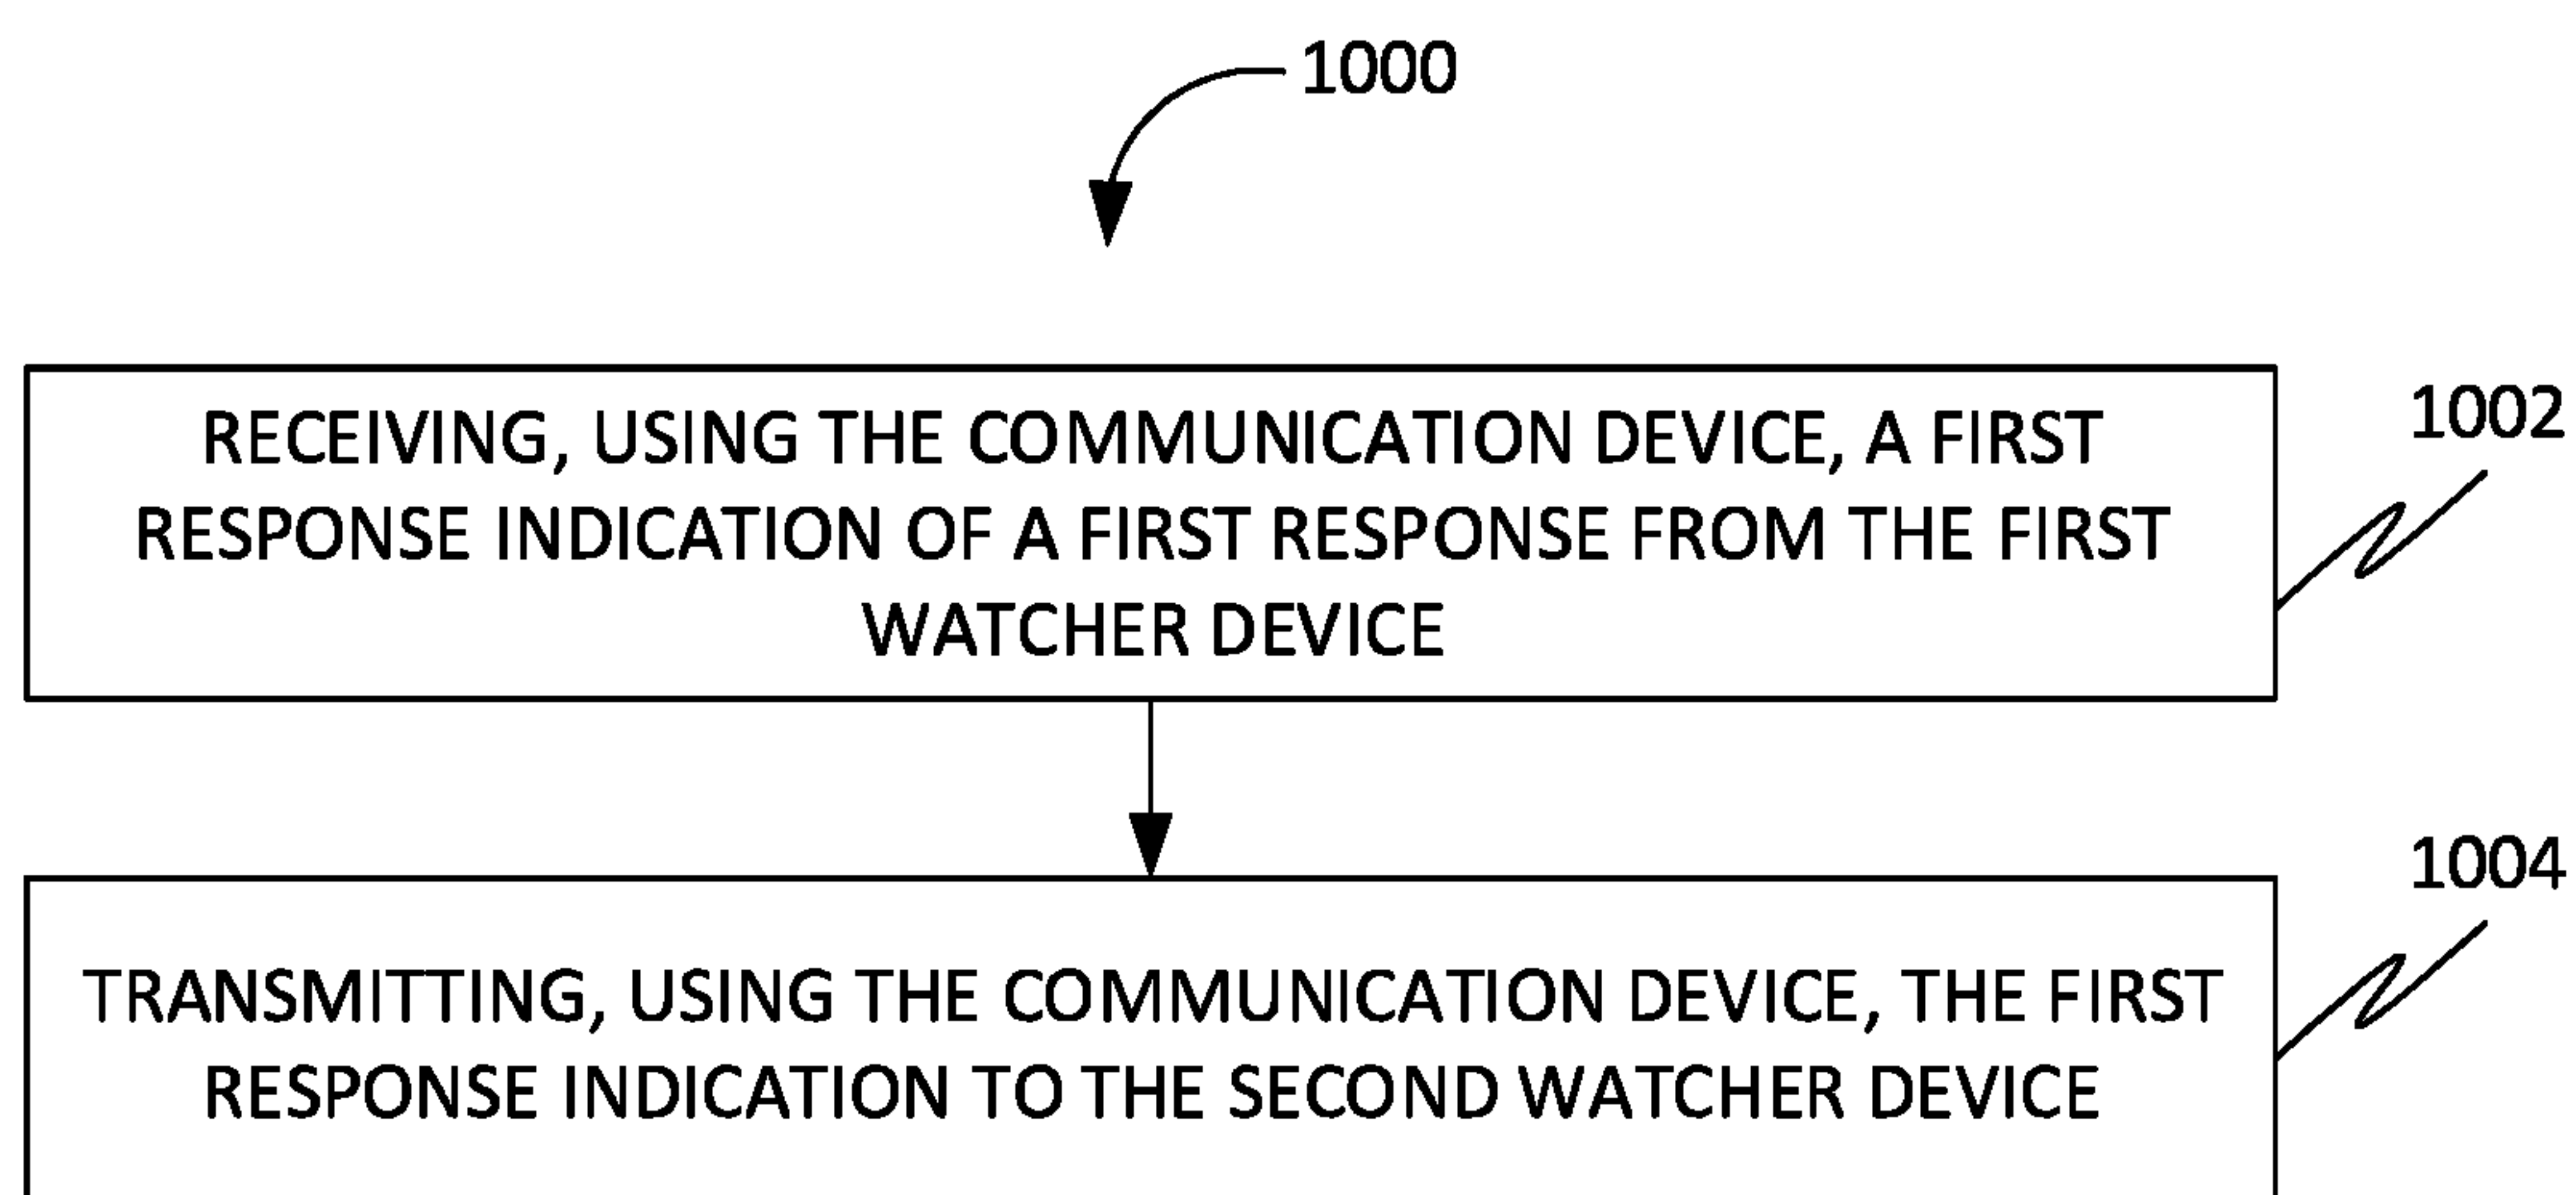 1000
RECEIVING, USING THE COMMUNICATION DEVICE, A FIRST
RESPONSE INDICATION OF A FIRST RESPONSE FROM THE FIRST
WATCHER DEVICE
1002
TRANSMITTING, USING THE COMMUNICATION DEVICE, THE FIRST
RESPONSE INDICATION TO THE SECOND WATCHER DEVICE
1004